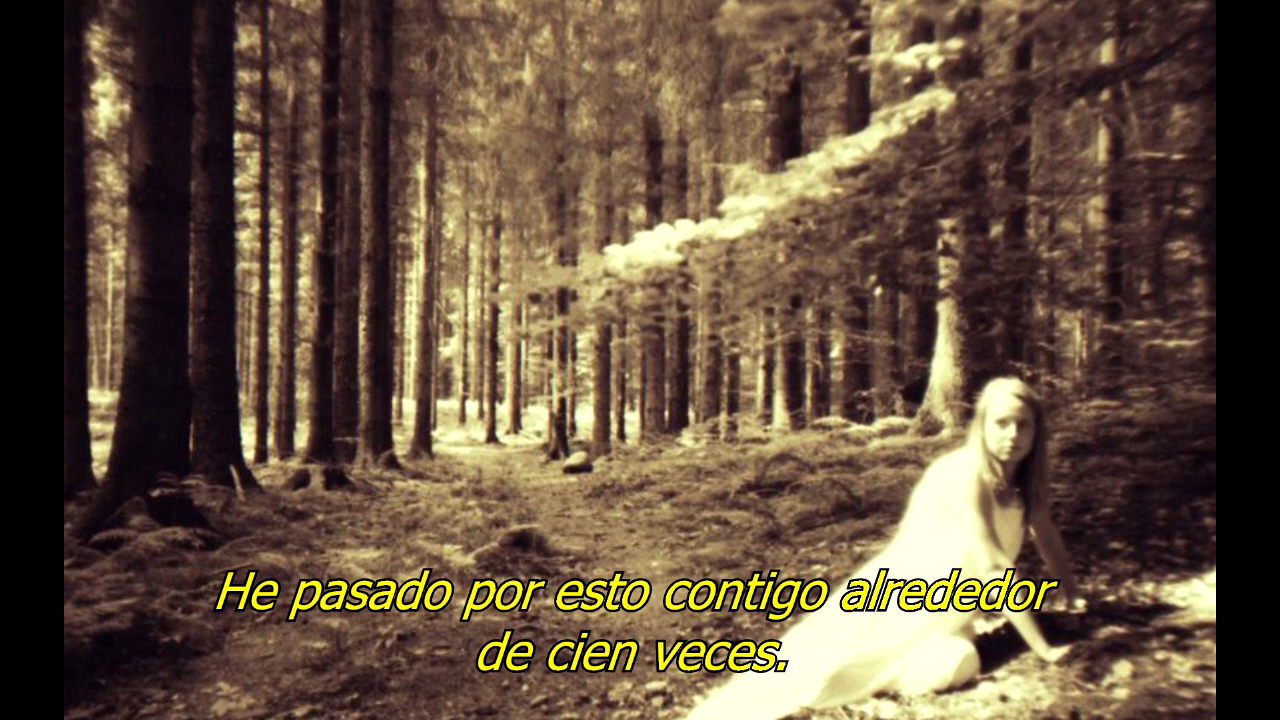 He pasado por esto contigo alrededor
de cien veces.